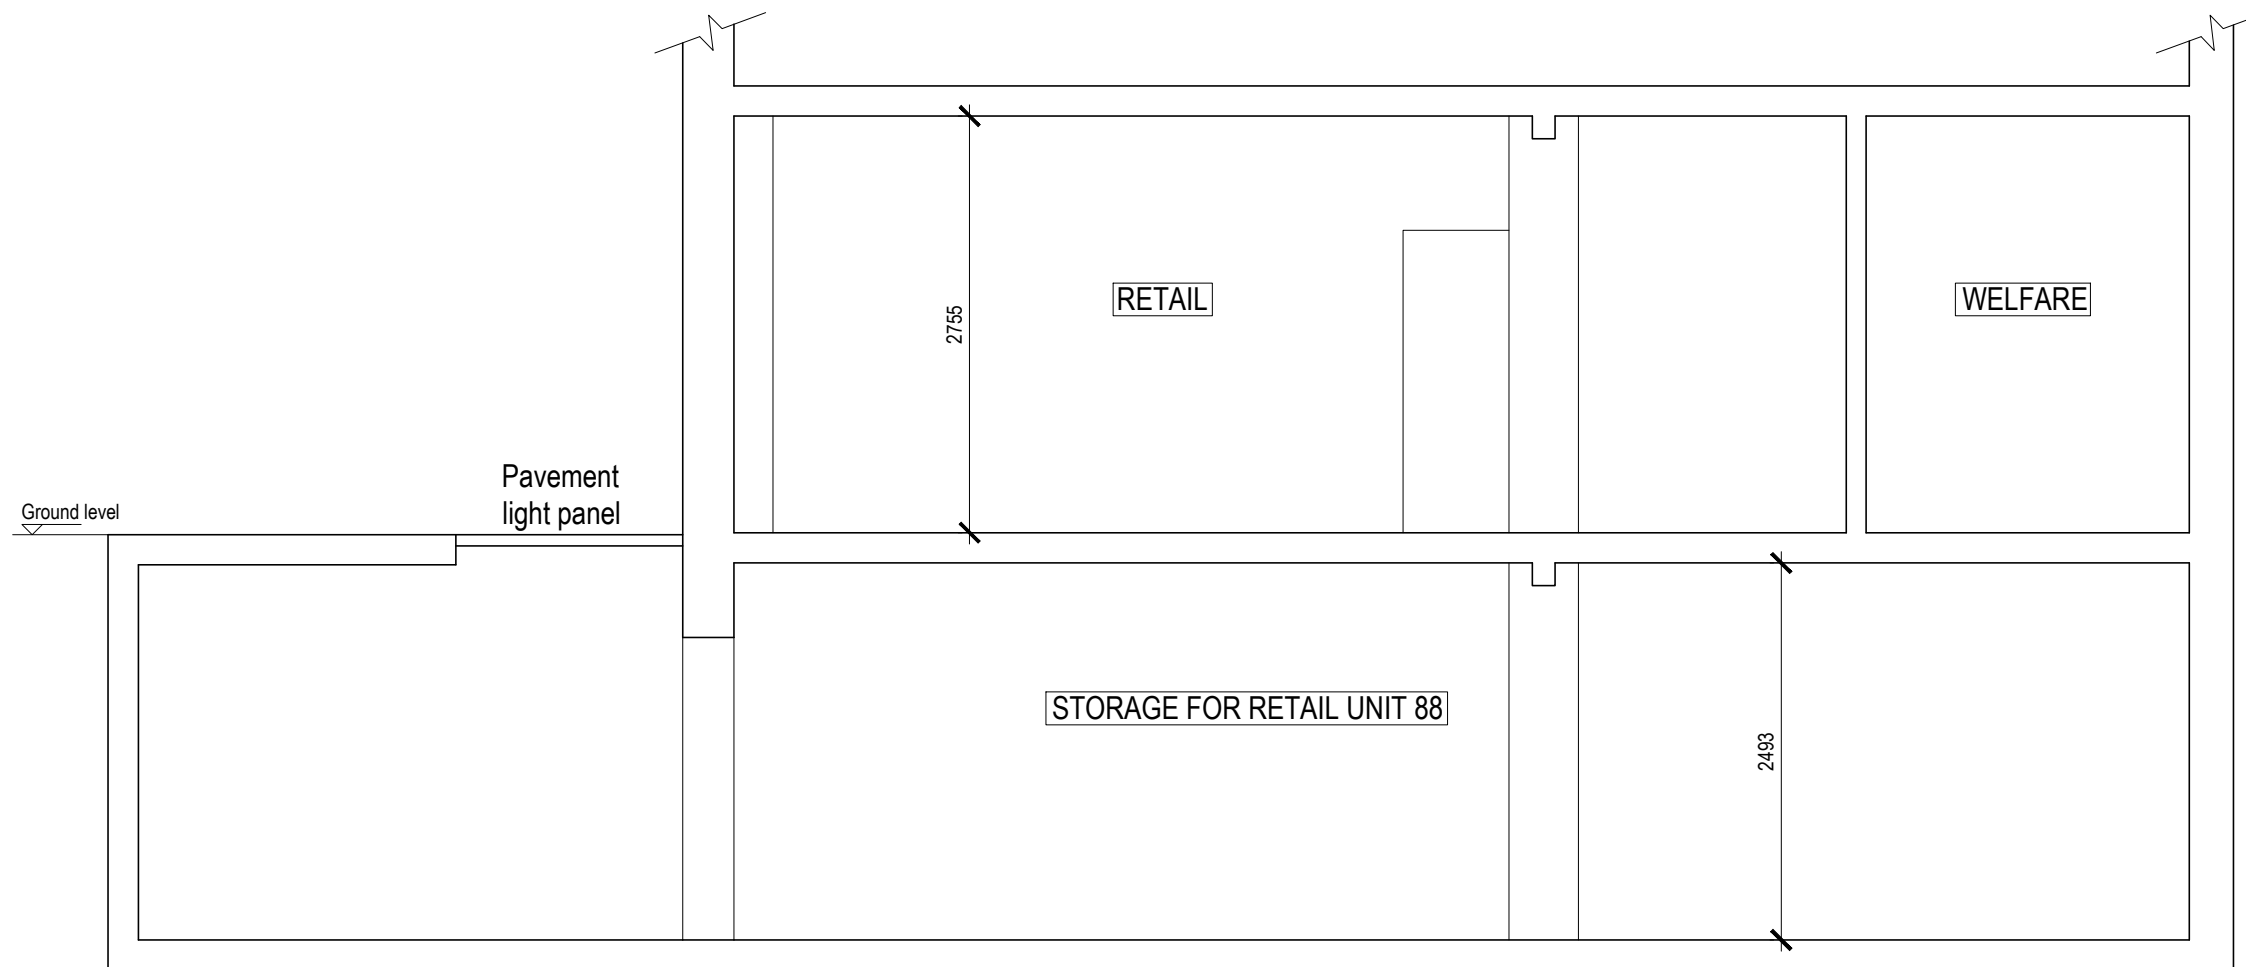 RETAIL
WELFARE
2755
Pavement
light panel
Ground level
STORAGE FOR RETAIL UNIT 88
2493